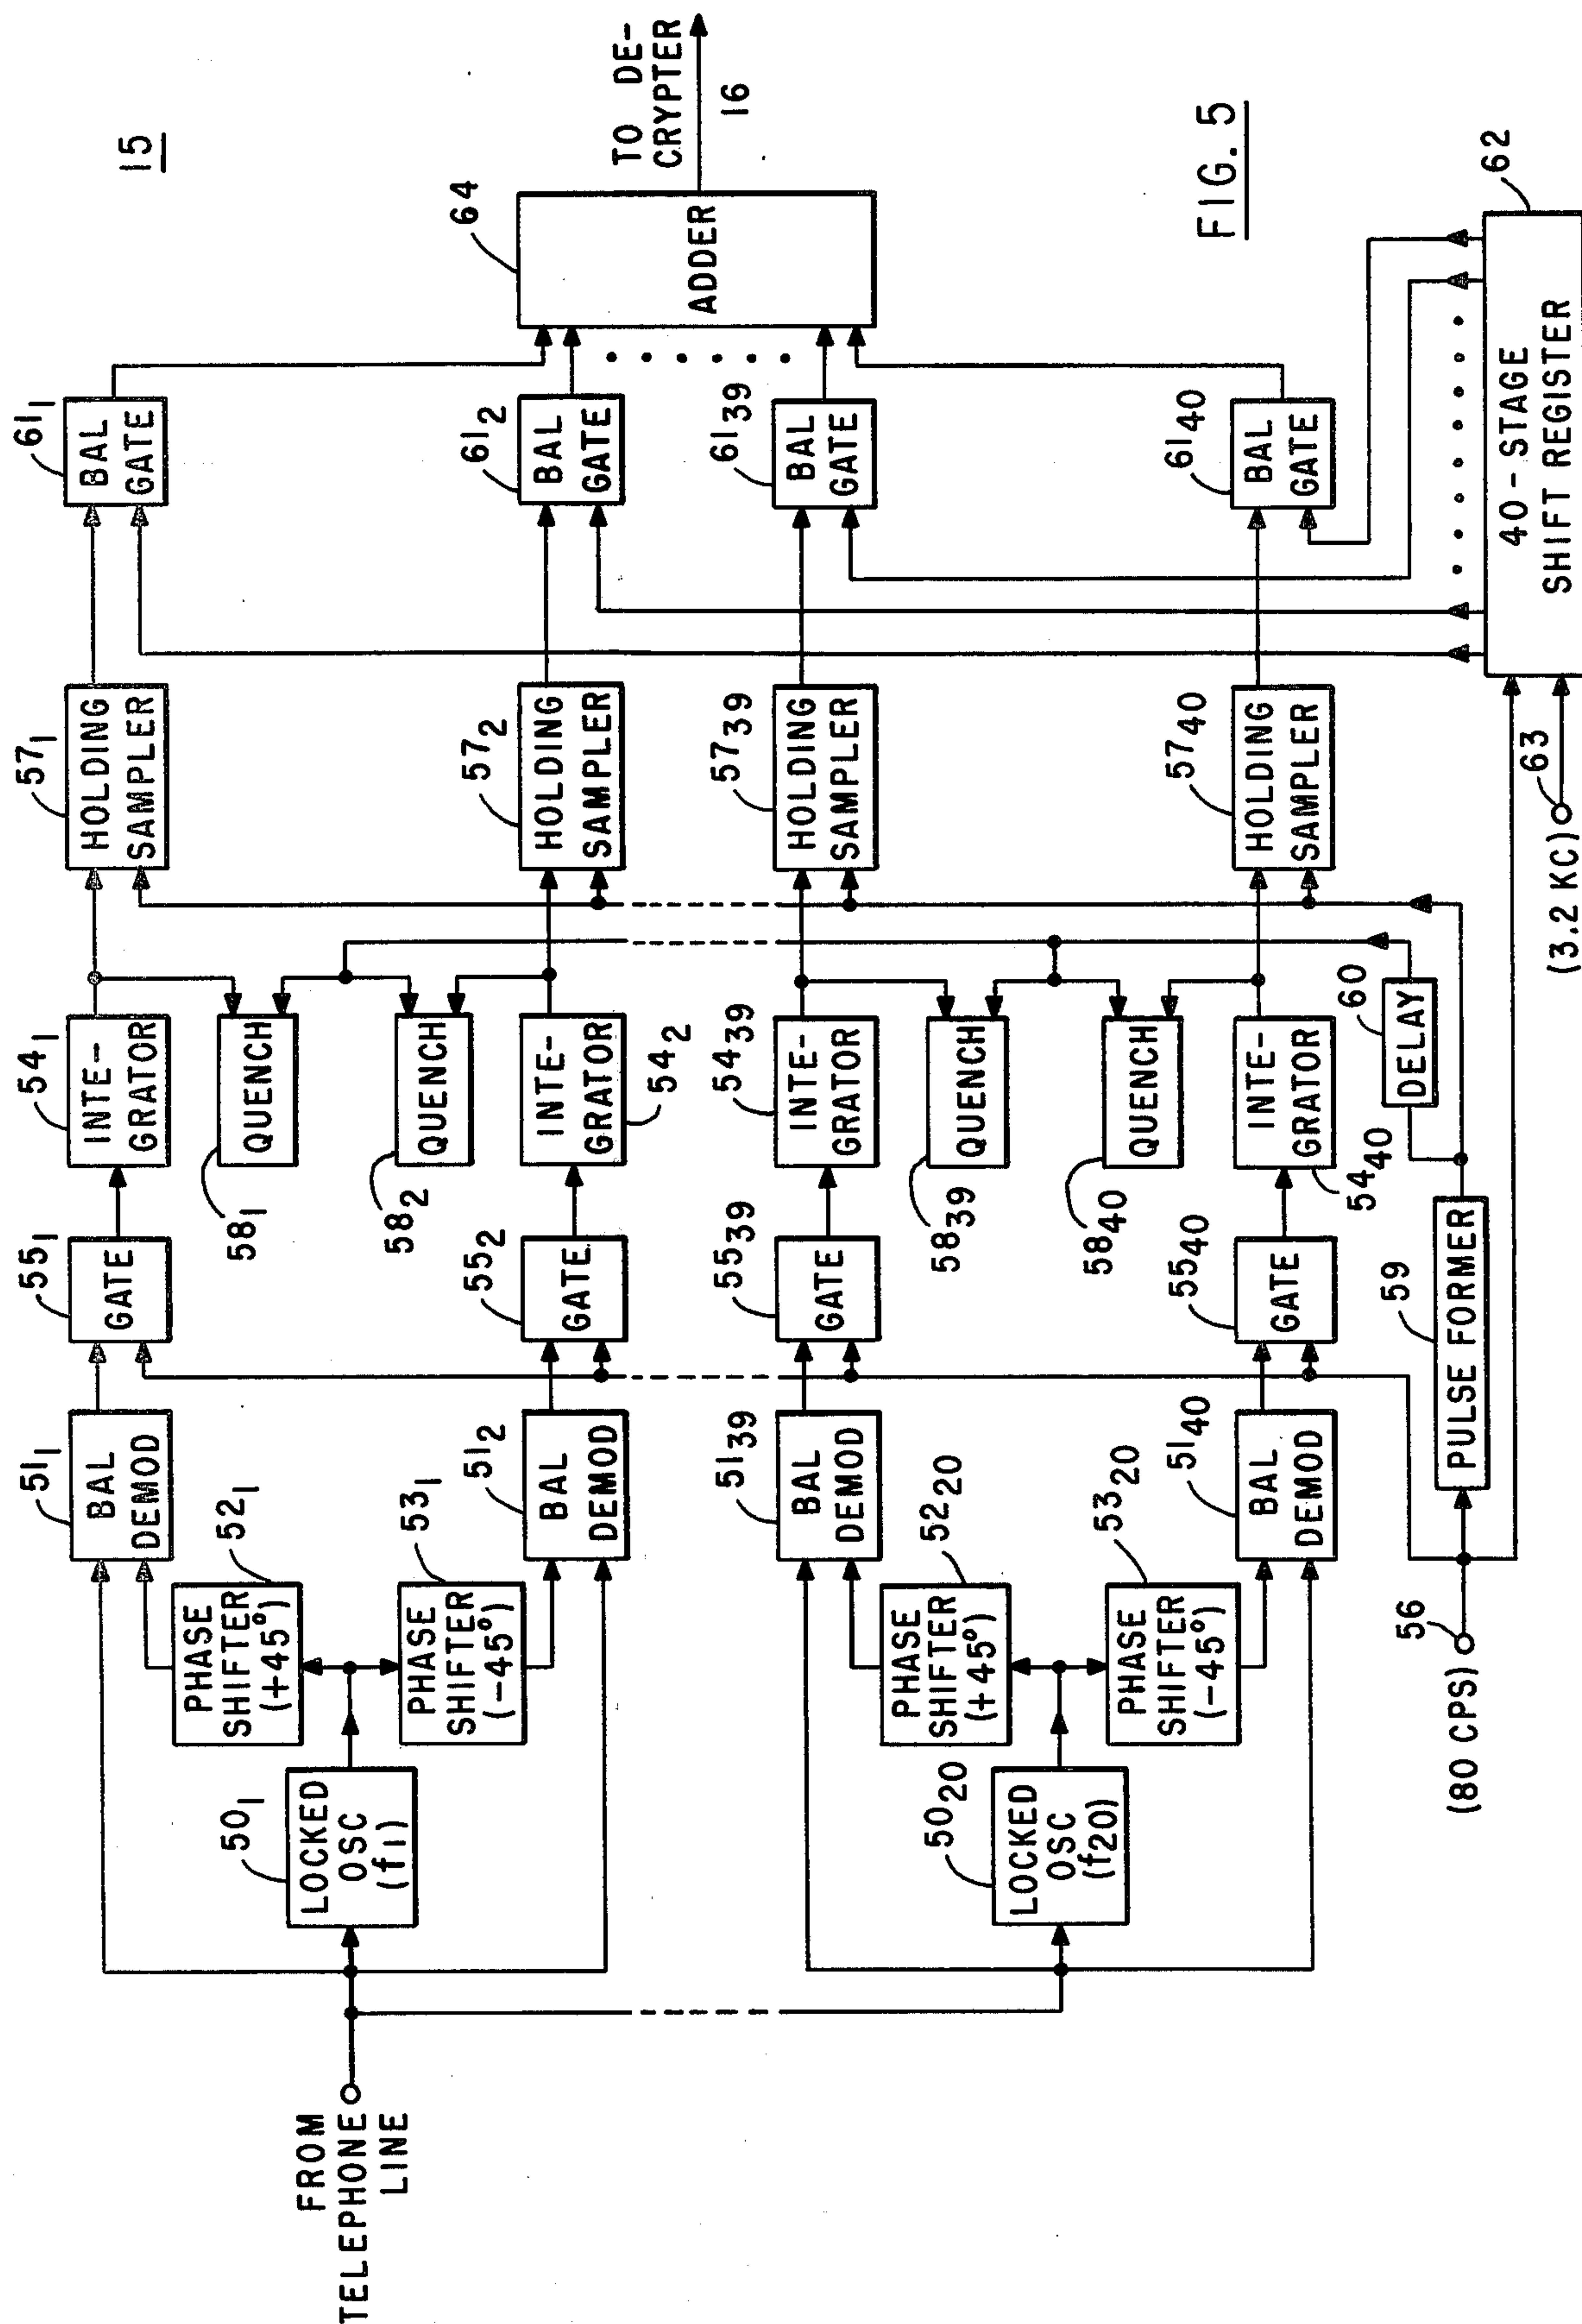 15
FIG. 5
FROM
TELEPHONE
LINE
50₁
LOCKED
OSC
(f₁)
52₁
PHASE
SHIFTER
(+45°)
53₁
PHASE
SHIFTER
(−45°)
51₁
BAL
DEMOD
51₂
BAL
DEMOD
55₁
GATE
55₂
GATE
54₁
INTE-
GRATOR
58₁
QUENCH
58₂
QUENCH
54₂
INTE-
GRATOR
57₁
HOLDING
SAMPLER
57₂
HOLDING
SAMPLER
61₁
BAL
GATE
61₂
BAL
GATE
64
ADDER
TO DE-
CRYPTER
16
50₂₀
LOCKED
OSC
(f₂₀)
52₂₀
PHASE
SHIFTER
(+45°)
53₂₀
PHASE
SHIFTER
(−45°)
51₃₉
BAL
DEMOD
51₄₀
BAL
DEMOD
55₃₉
GATE
55₄₀
GATE
54₃₉
INTE-
GRATOR
58₃₉
QUENCH
58₄₀
QUENCH
54₄₀
INTE-
GRATOR
57₃₉
HOLDING
SAMPLER
57₄₀
HOLDING
SAMPLER
61₃₉
BAL
GATE
61₄₀
BAL
GATE
(80 CPS)
56
59
PULSE FORMER
60
DELAY
(3.2 KC)
63
62
40-STAGE
SHIFT REGISTER